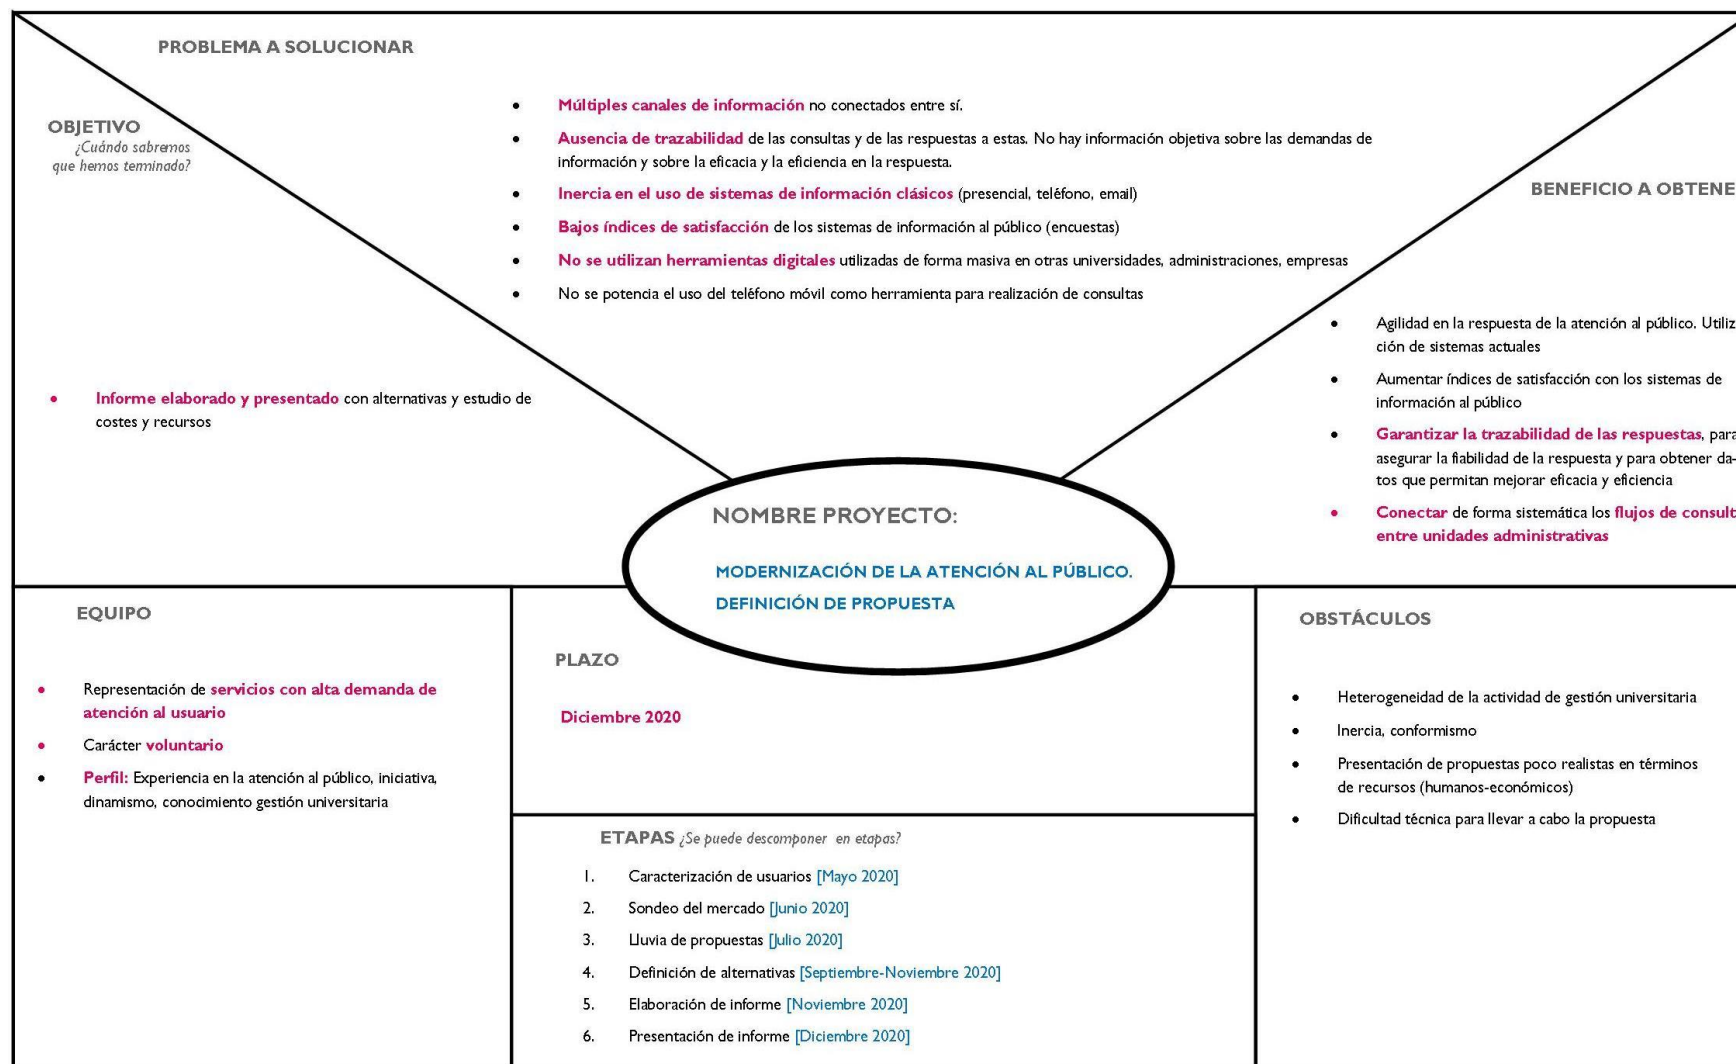 PROBLEMA A SOLUCIONAR
• Múltiples canales de información no conectados entre sí.
• Ausencia de trazabilidad de las consultas y de las respuestas a estas. No hay información objetiva sobre las demandas de
información y sobre la eficacia y la eficiencia en la respuesta.
• Inercia en el uso de sistemas de información clásicos (presencial, teléfono, email)
• Bajos índices de satisfacción de los sistemas de información al público (encuestas)
• No se utilizan herramientas digitales utilizadas de forma masiva en otras universidades, administraciones, empresas
• No se potencia el uso del teléfono móvil como herramienta para realización de consultas
OBJETIVO
¿Cuándo sabremos
que hemos terminado?
• Informe elaborado y presentado con alternativas y estudio de
costes y recursos
BENEFICIO A OBTENE
• Agilidad en la respuesta de la atención al público. Utiliz
ción de sistemas actuales
• Aumentar índices de satisfacción con los sistemas de
información al público
• Garantizar la trazabilidad de las respuestas, para
asegurar la fiabilidad de la respuesta y para obtener da-
tos que permitan mejorar eficacia y eficiencia
• Conectar de forma sistemática los flujos de consult
entre unidades administrativas
NOMBRE PROYECTO:
MODERNIZACIÓN DE LA ATENCIÓN AL PÚBLICO.
DEFINICIÓN DE PROPUESTA
EQUIPO
• Representación de servicios con alta demanda de
atención al usuario
• Carácter voluntario
• Perfil: Experiencia en la atención al público, iniciativa,
dinamismo, conocimiento gestión universitaria
PLAZO
Diciembre 2020
ETAPAS ¿Se puede descomponer en etapas?
1. Caracterización de usuarios [Mayo 2020]
2. Sondeo del mercado [Junio 2020]
3. Lluvia de propuestas [Julio 2020]
4. Definición de alternativas [Septiembre-Noviembre 2020]
5. Elaboración de informe [Noviembre 2020]
6. Presentación de informe [Diciembre 2020]
OBSTÁCULOS
• Heterogeneidad de la actividad de gestión universitaria
• Inercia, conformismo
• Presentación de propuestas poco realistas en términos
de recursos (humanos-económicos)
• Dificultad técnica para llevar a cabo la propuesta